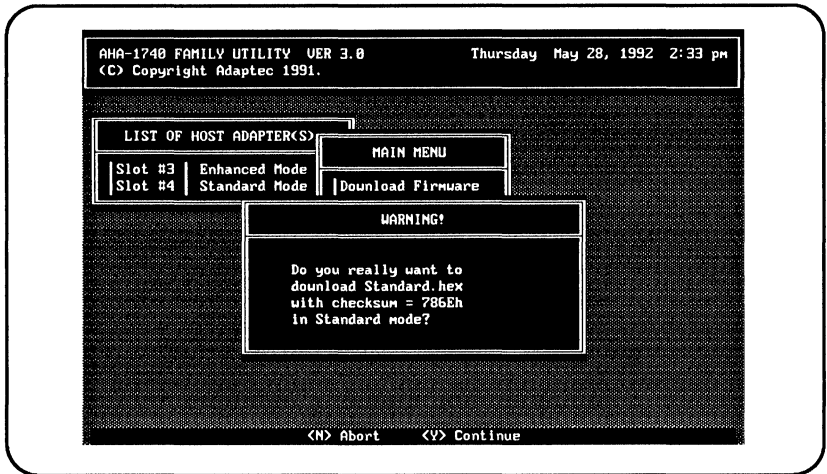 AHA-1740 FAMILY UTILITY VER 3.0 Thursday May 28, 1992 2:33 pm
<C> Copyright Adaptec 1991.
LIST OF HOST ADAPTER<S>
Slot #3 Enhanced Mode
Slot #4 Standard Mode
MAIN MENU
Download Firmware
WARNING!
Do you really want to
download Standard.hex
with checksum = 786Eh
in Standard mode?
<N> Abort <Y> Continue